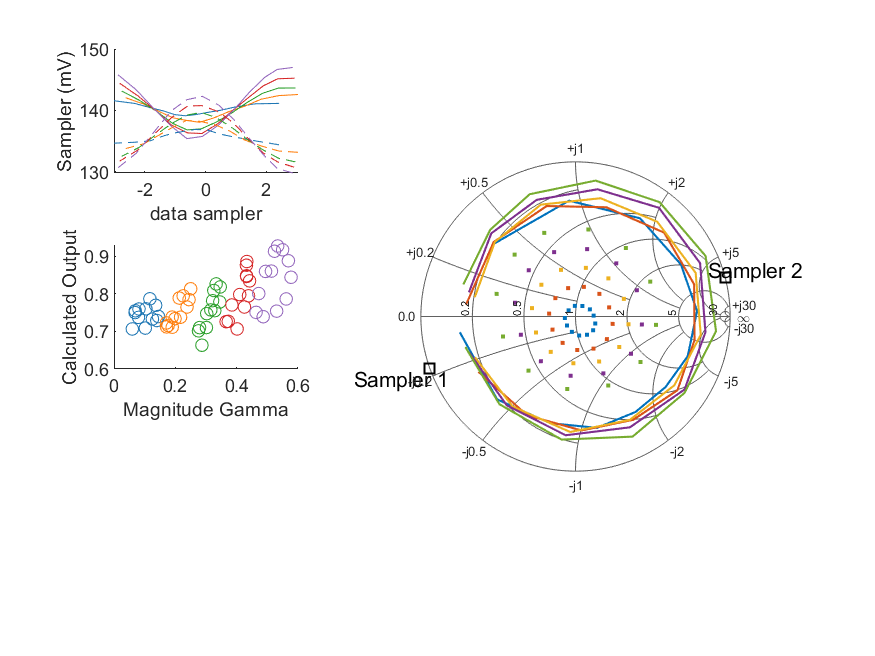 150
140
130
Sampler (mV)
-2 0 2
data sampler
0.9
0.8
0.7
0.6
Calculated Output
0 0.2 0.4 0.6
Magnitude Gamma
+j1
+j0.5
+j2
+j0.2
+j5
Sampler 2
+j30
0.0
0.2
0.5
1
2
5
30
∞
-j30
Sampler 1
-j0.2
-j5
-j0.5
-j2
-j1